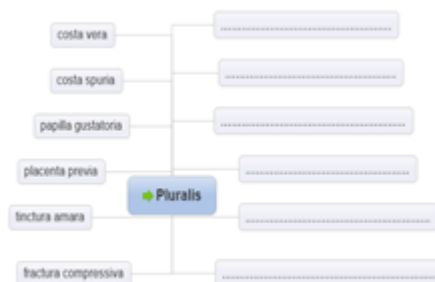 costa vera
costa spuria
papilla gustatoria
placenta previa
Pluralis
tinctura amara
fractura compressiva